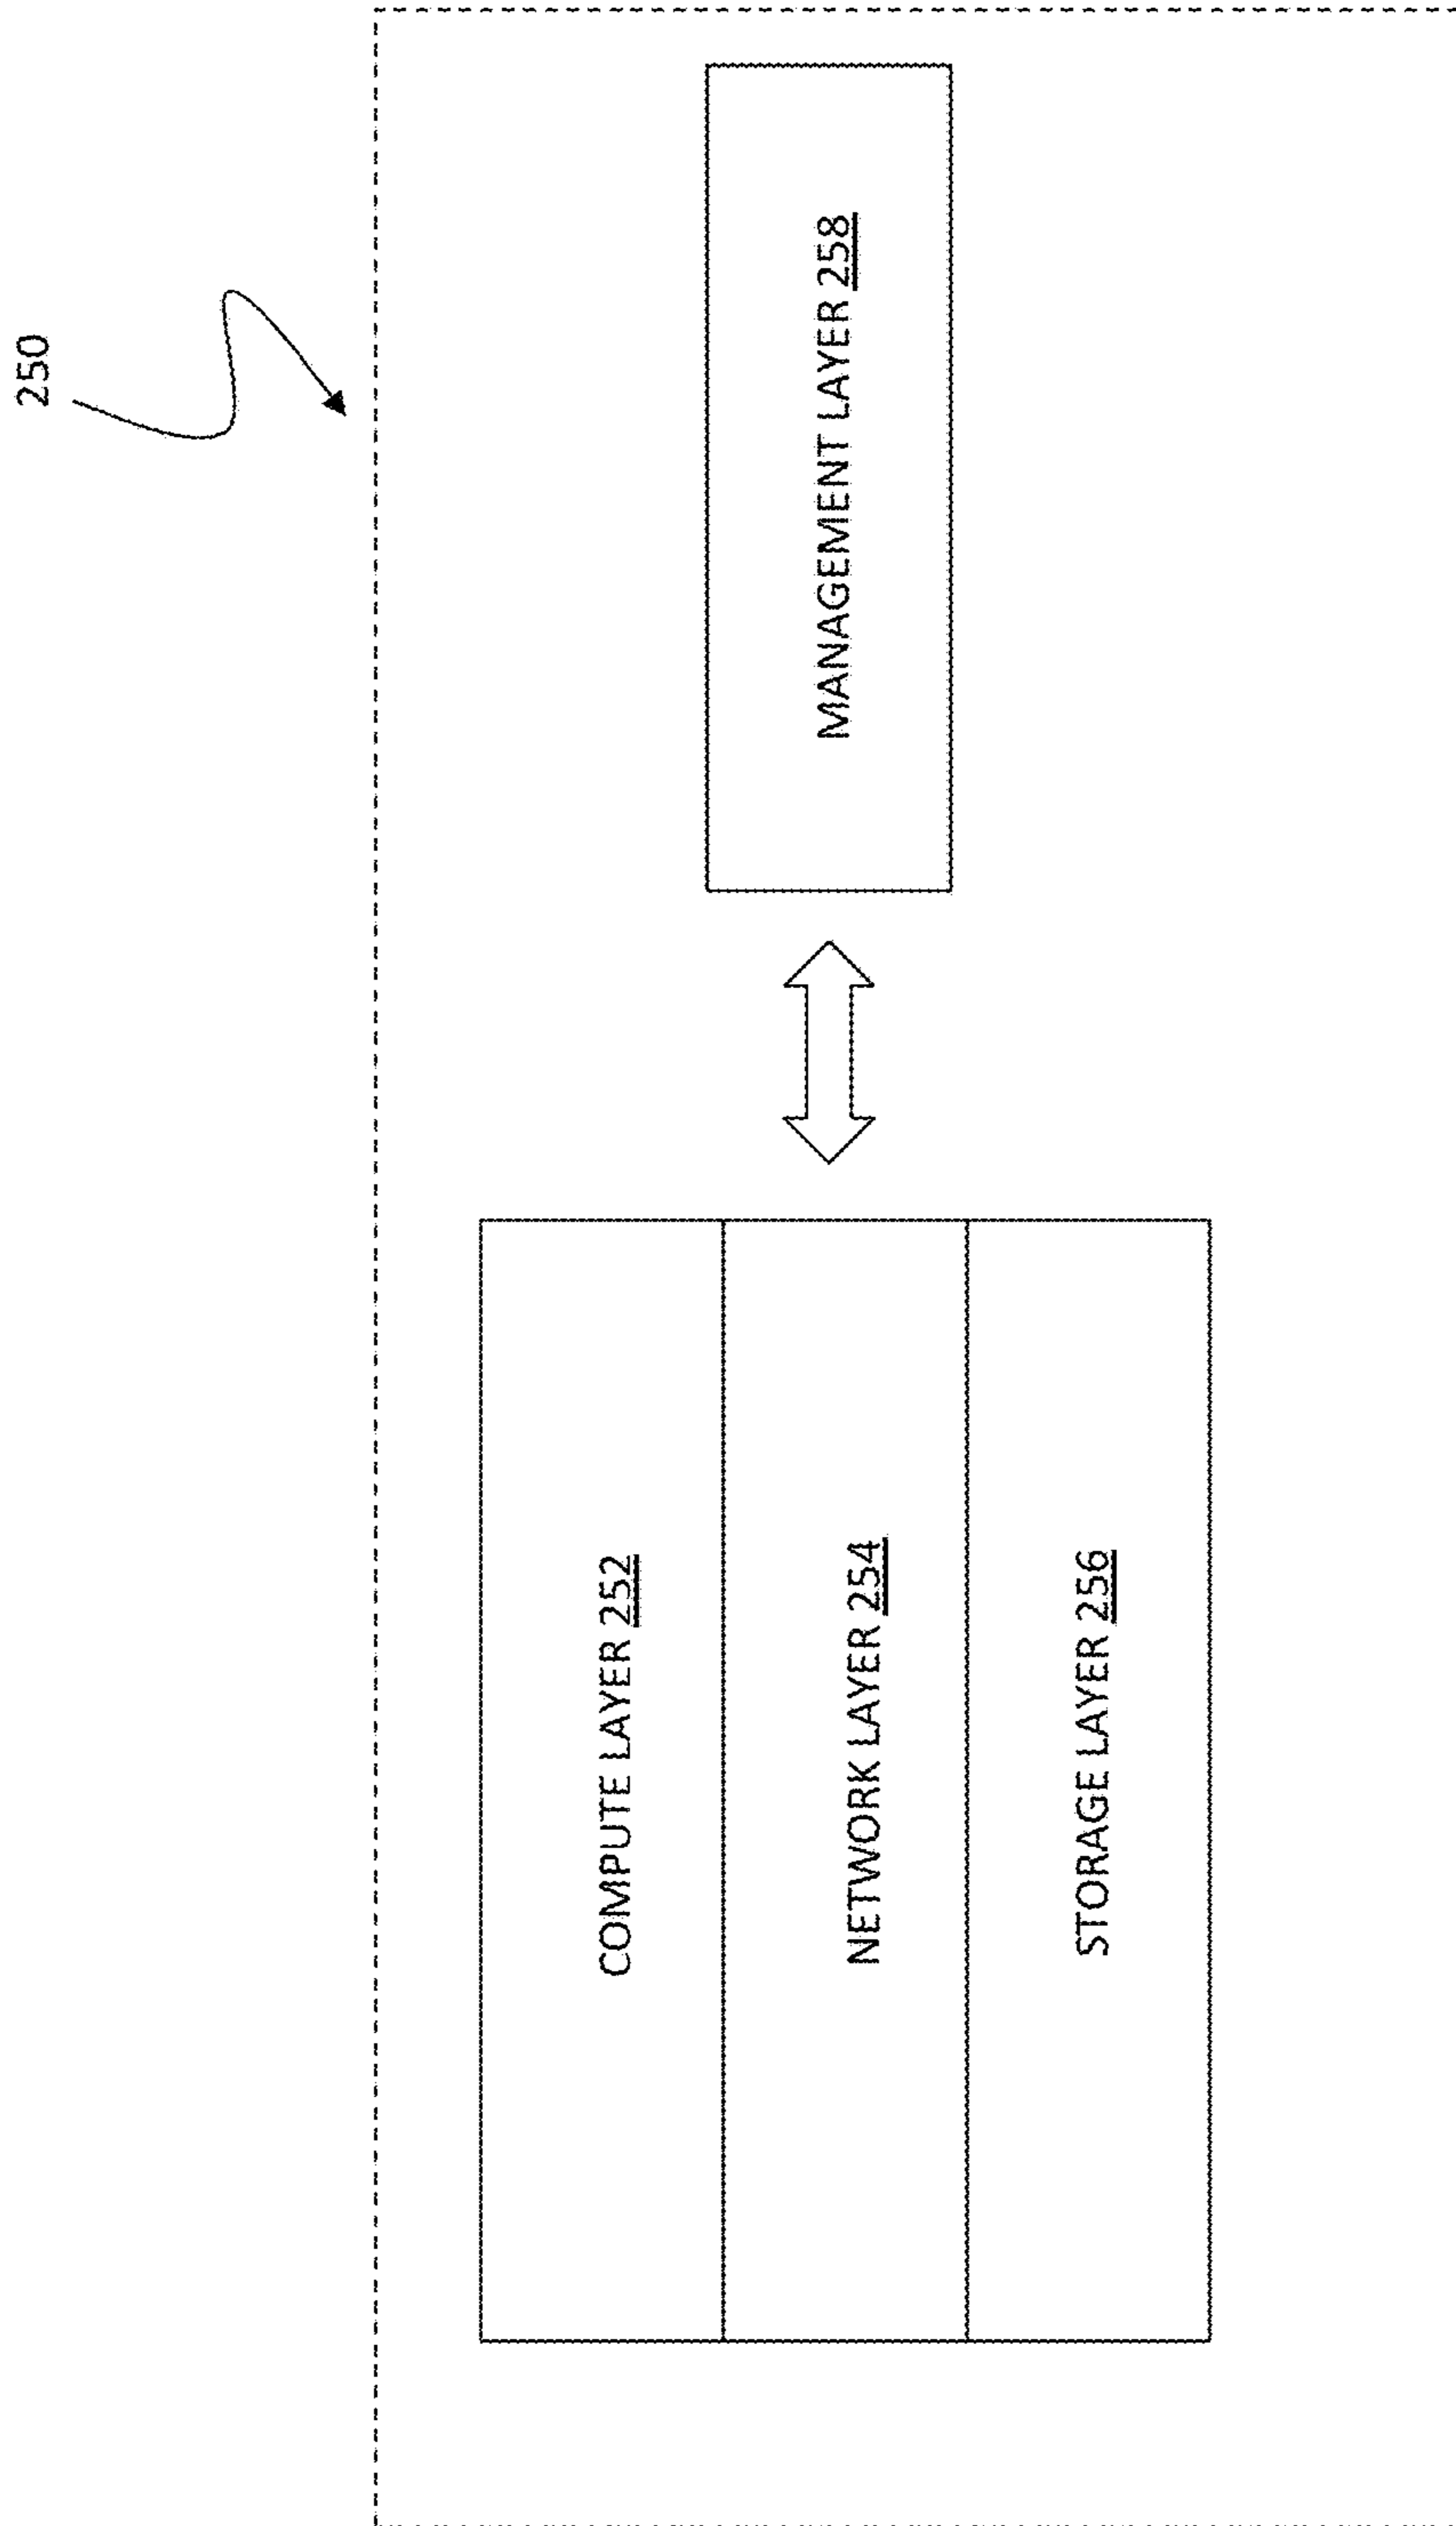 250
COMPUTE LAYER 252
NETWORK LAYER 254
STORAGE LAYER 256
MANAGEMENT LAYER 258